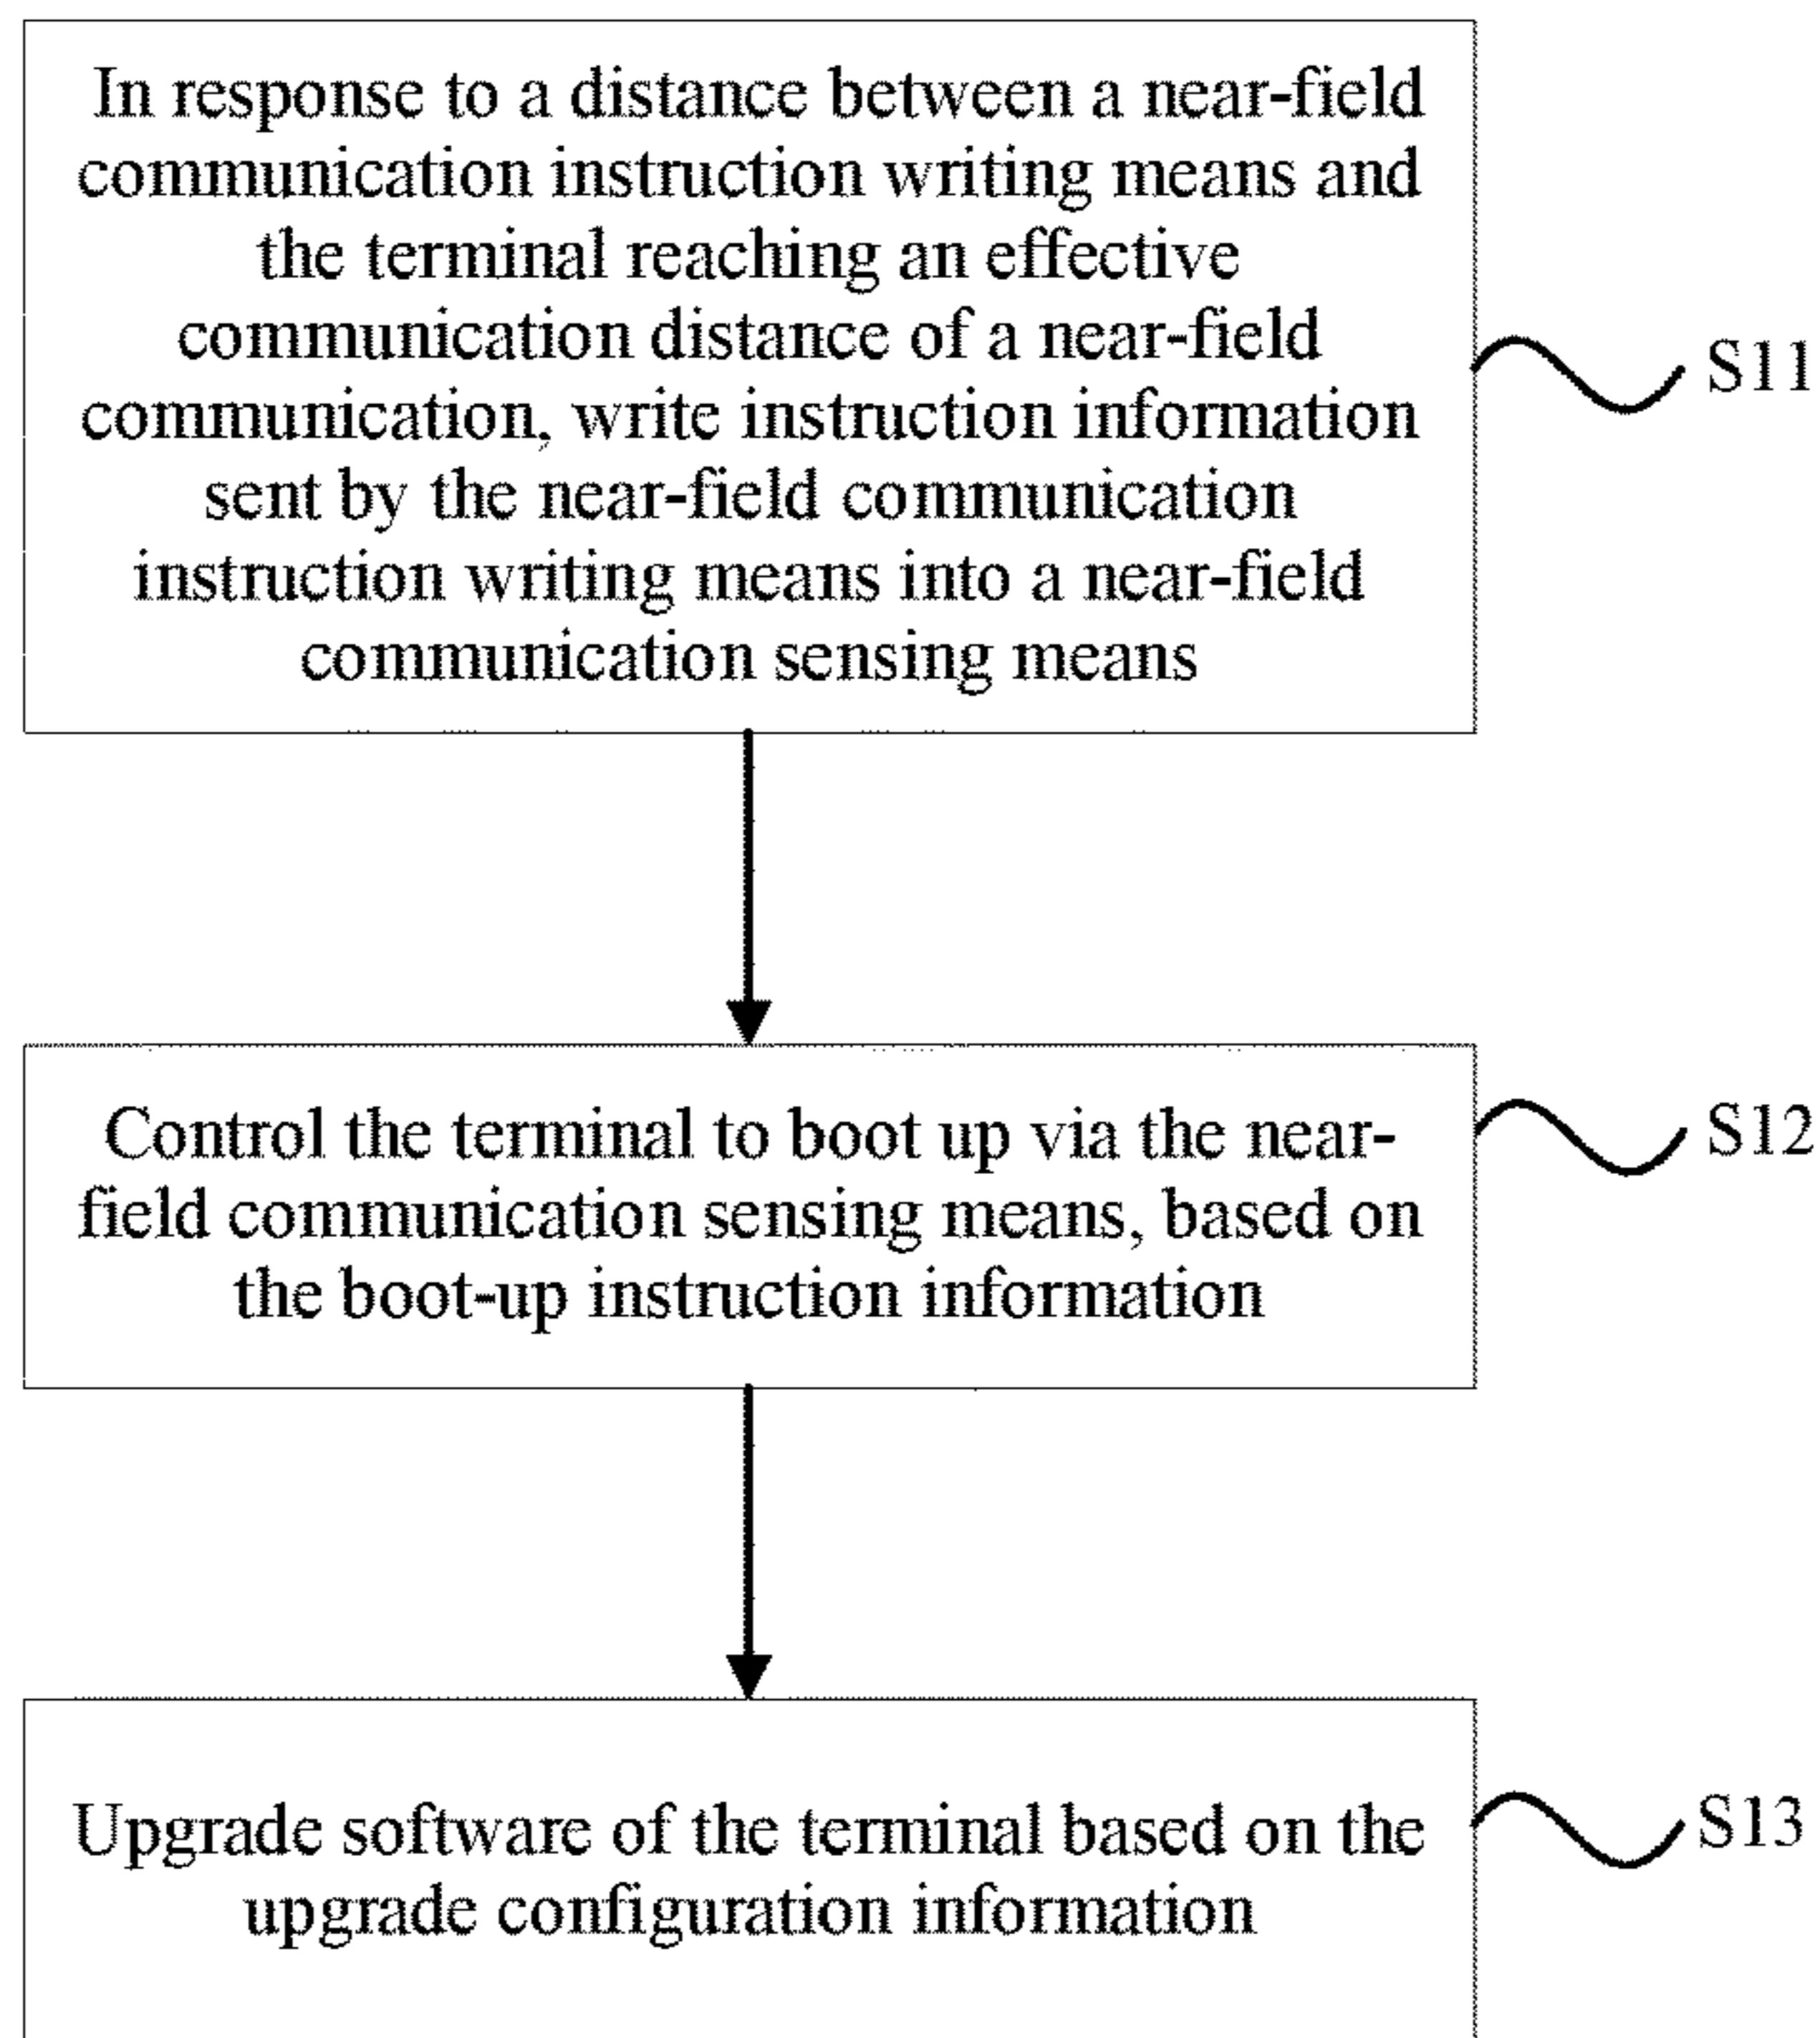 In response to a distance between a near-field
communication instruction writing means and
the terminal reaching an effective
communication distance of a near-field
communication, write instruction information
sent by the near-field communication
instruction writing means into a near-field
communication sensing means
S11
Control the terminal to boot up via the near-
field communication sensing means, based on
the boot-up instruction information
S12
Upgrade software of the terminal based on the
upgrade configuration information
S13